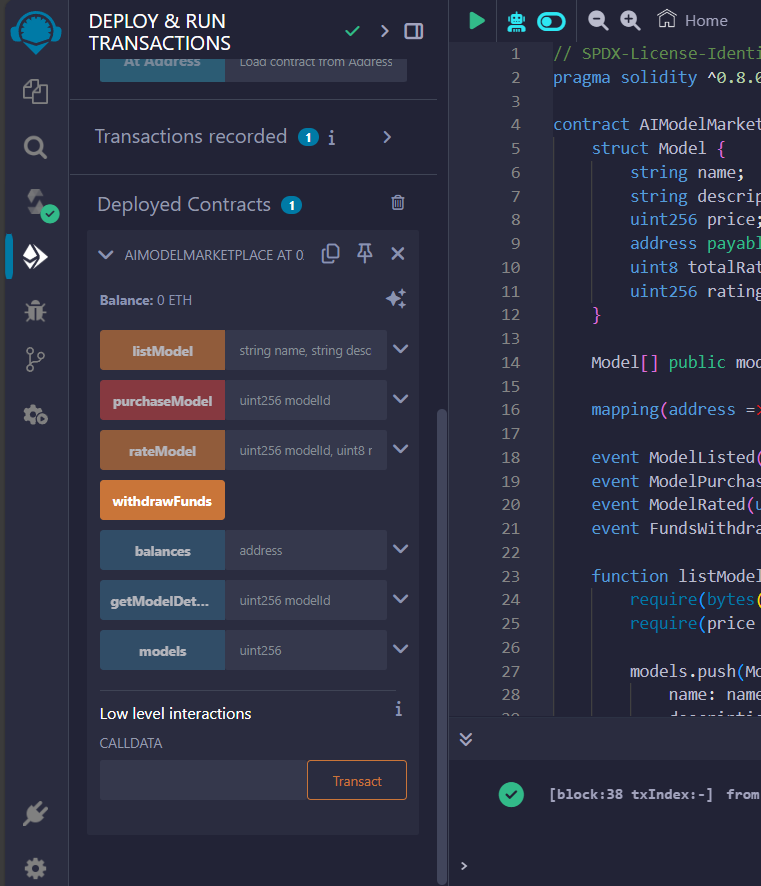 DEPLOY & RUN
TRANSACTIONS
At Address
Load contract from Address
Transactions recorded 1 i
Deployed Contracts 1
AIMODELMARKETPLACE AT 0
Balance: 0 ETH
listModel string name, string desc
purchaseModel uint256 modelId
rateModel uint256 modelId, uint8 r
withdrawFunds
balances address
getModelDet... uint256 modelId
models uint256
Low level interactions i
CALLDATA
Transact
Home
1 // SPDX-License-Identi
2 pragma solidity ^0.8.0
3
4 contract AIModelMarket
5 struct Model {
6 string name;
7 string descrip
8 uint256 price;
9 address payabl
10 uint8 totalRat
11 uint256 rating
12 }
13
14 Model[] public mod
15
16 mapping(address =>
17
18 event ModelListed(
19 event ModelPurchas
20 event ModelRated(u
21 event FundsWithdra
22
23 function listModel
24 require(bytes(
25 require(price
26
27 models.push(Mo
28 name: name
[block:38 txIndex:-] from
>